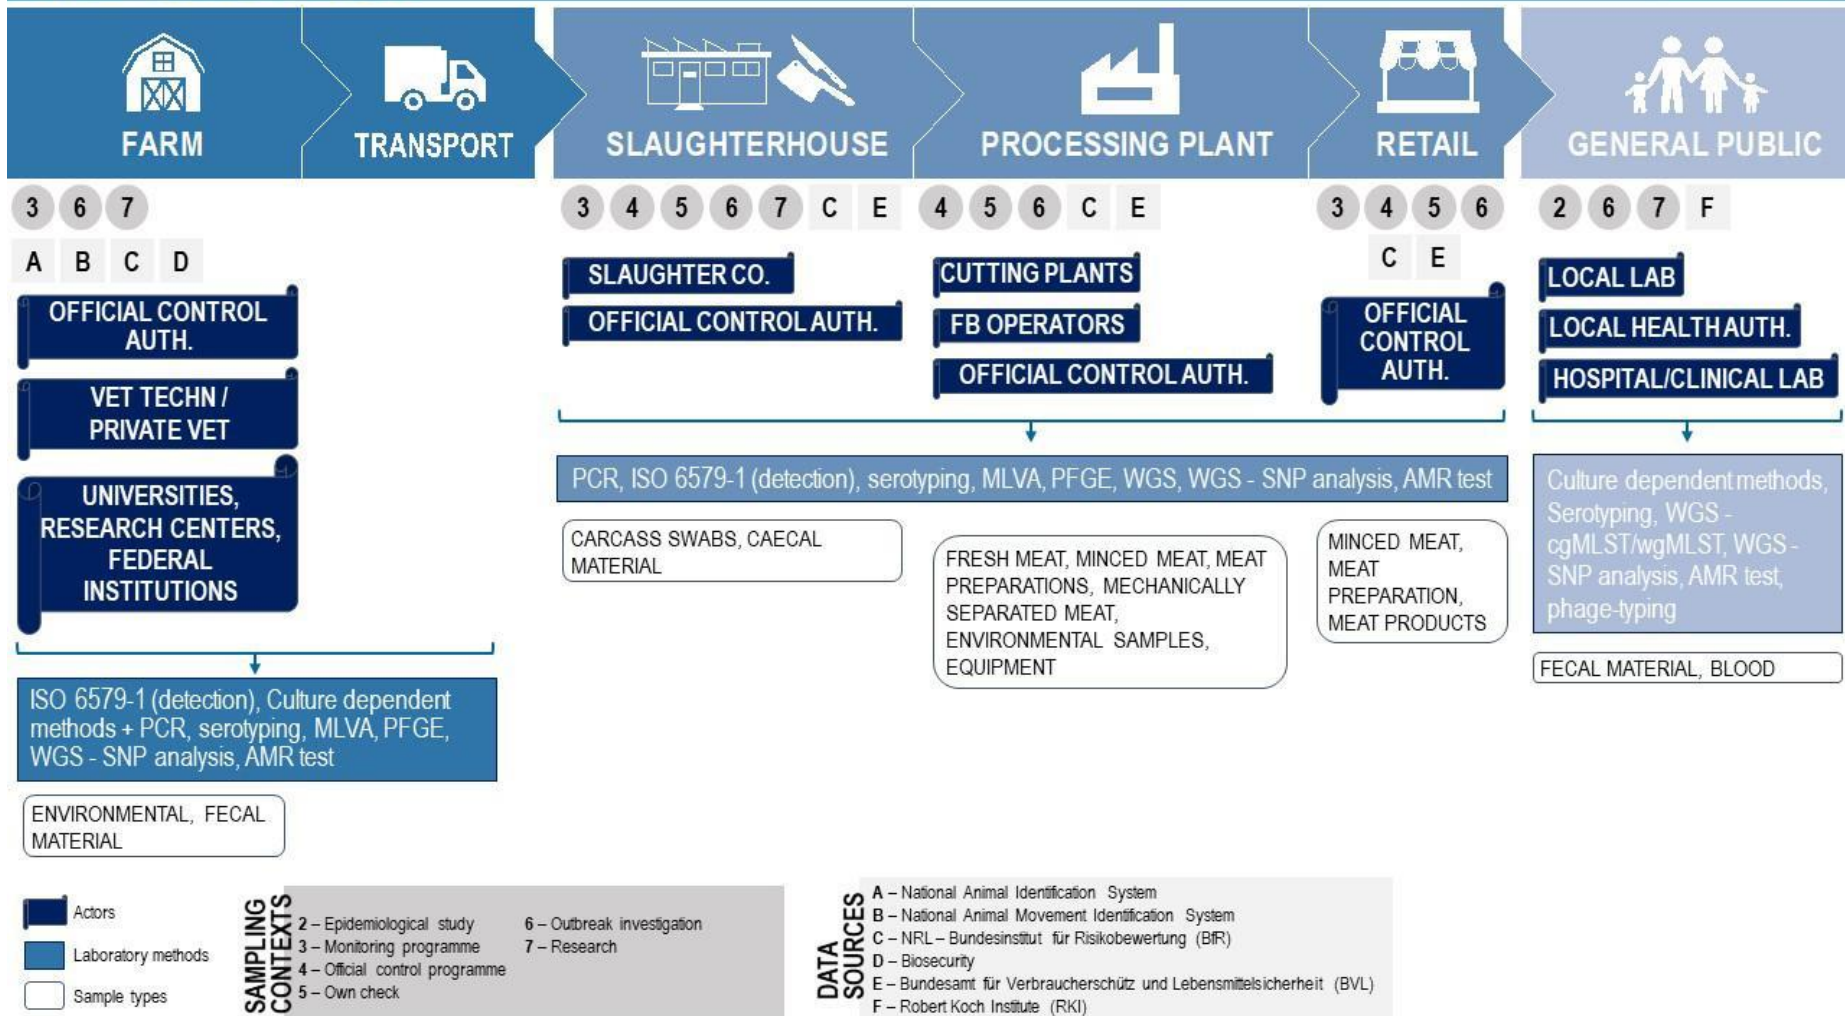 FARM
TRANSPORT
SLAUGHTERHOUSE
PROCESSING PLANT
RETAIL
GENERAL PUBLIC
3 6 7
A B C D
OFFICIAL CONTROL
AUTH.
VET TECHN /
PRIVATE VET
UNIVERSITIES,
RESEARCH CENTERS,
FEDERAL
INSTITUTIONS
ISO 6579-1 (detection), Culture dependent
methods + PCR, serotyping, MLVA, PFGE,
WGS - SNP analysis, AMR test
ENVIRONMENTAL, FECAL
MATERIAL
3 4 5 6 7 C E
SLAUGHTER CO.
OFFICIAL CONTROL AUTH.
4 5 6 C E
CUTTING PLANTS
FB OPERATORS
OFFICIAL CONTROL AUTH.
3 4 5 6
C E
OFFICIAL
CONTROL
AUTH.
PCR, ISO 6579-1 (detection), serotyping, MLVA, PFGE, WGS, WGS - SNP analysis, AMR test
CARCASS SWABS, CAECAL
MATERIAL
FRESH MEAT, MINCED MEAT, MEAT
PREPARATIONS, MECHANICALLY
SEPARATED MEAT,
ENVIRONMENTAL SAMPLES,
EQUIPMENT
MINCED MEAT,
MEAT
PREPARATION,
MEAT PRODUCTS
2 6 7 F
LOCAL LAB
LOCAL HEALTH AUTH.
HOSPITAL/CLINICAL LAB
Culture dependent methods,
Serotyping, WGS -
cgMLST/wgMLST, WGS -
SNP analysis, AMR test,
phage-typing
FECAL MATERIAL, BLOOD
Actors
Laboratory methods
Sample types
SAMPLING
CONTEXTS
2 – Epidemiological study
3 – Monitoring programme
4 – Official control programme
5 – Own check
6 – Outbreak investigation
7 – Research
DATA
SOURCES
A – National Animal Identification System
B – National Animal Movement Identification System
C – NRL – Bundesinstitut für Risikobewertung (BfR)
D – Biosecurity
E – Bundesamt für Verbraucherschütz und Lebensmittelsicherheit (BVL)
F – Robert Koch Institute (RKI)